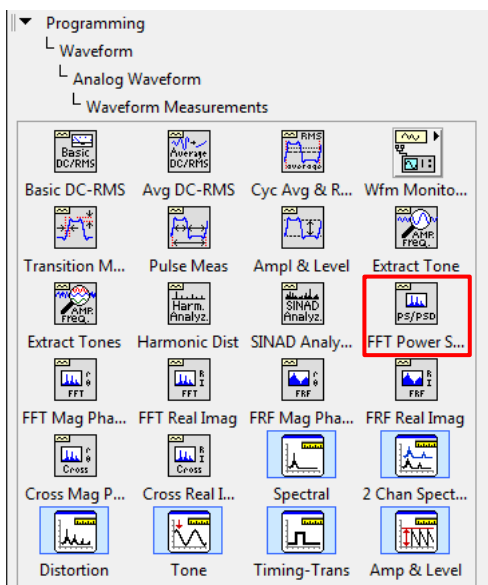 Programming
Waveform
Analog Waveform
Waveform Measurements
Basic DC/RMS
Average DC/RMS
RMS average
Basic DC-RMS Avg DC-RMS Cyc Avg & R... Wfm Monito...
AMP FREQ.
Transition M... Pulse Meas Ampl & Level Extract Tone
AMP FREQ.
Harm. Analyz.
SINAD Analyz.
PS/PSD
Extract Tones Harmonic Dist SINAD Analy... FFT Power S...
FFT
R I FFT
FRF
R I FRF
FFT Mag Pha... FFT Real Imag FRF Mag Pha... FRF Real Imag
Cross
R I Cross
Cross Mag P... Cross Real I... Spectral 2 Chan Spect...
Distortion Tone Timing-Trans Amp & Level